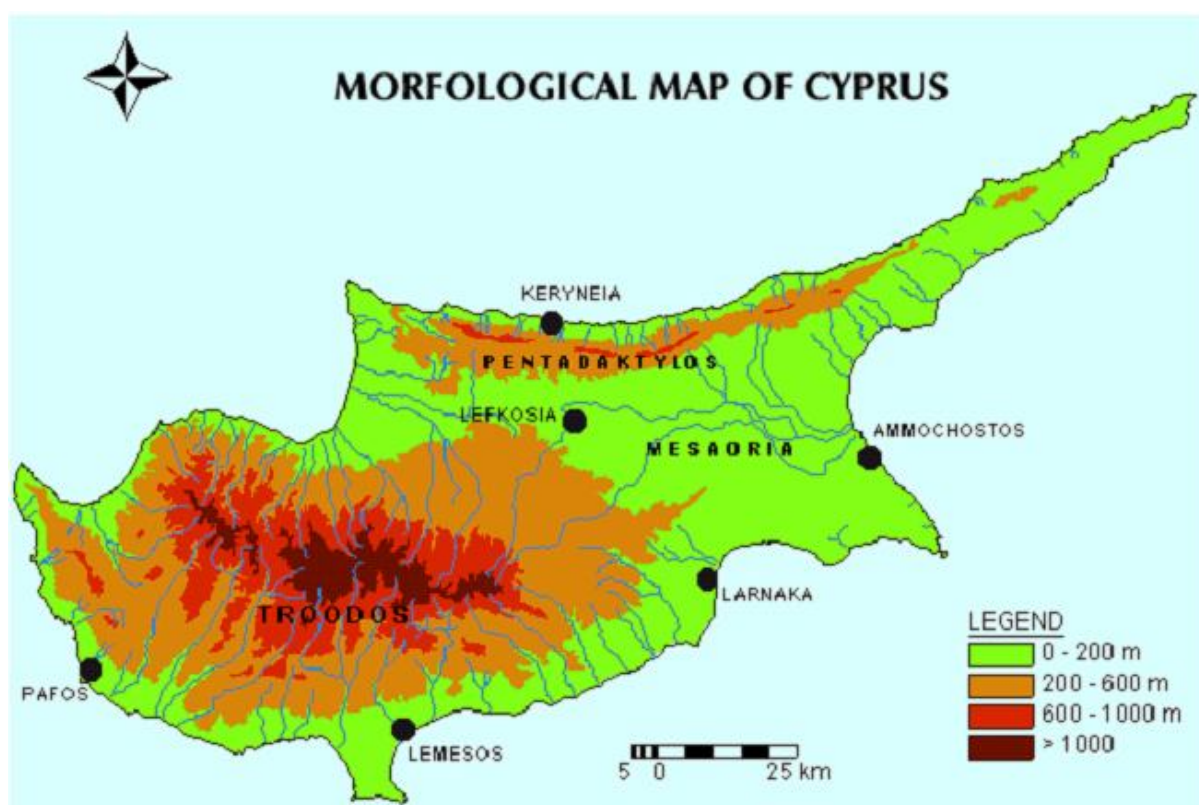 MORFOLOGICAL MAP OF CYPRUS
KERYNEIA
PENTADAKTYLOS
LEFKOSIA
MESAORIA
AMMOCHOSTOS
TROODOS
LARNAKA
PAFOS
LEMESOS
LEGEND
0 - 200 m
200 - 600 m
600 - 1000 m
> 1000
5 0 25 km